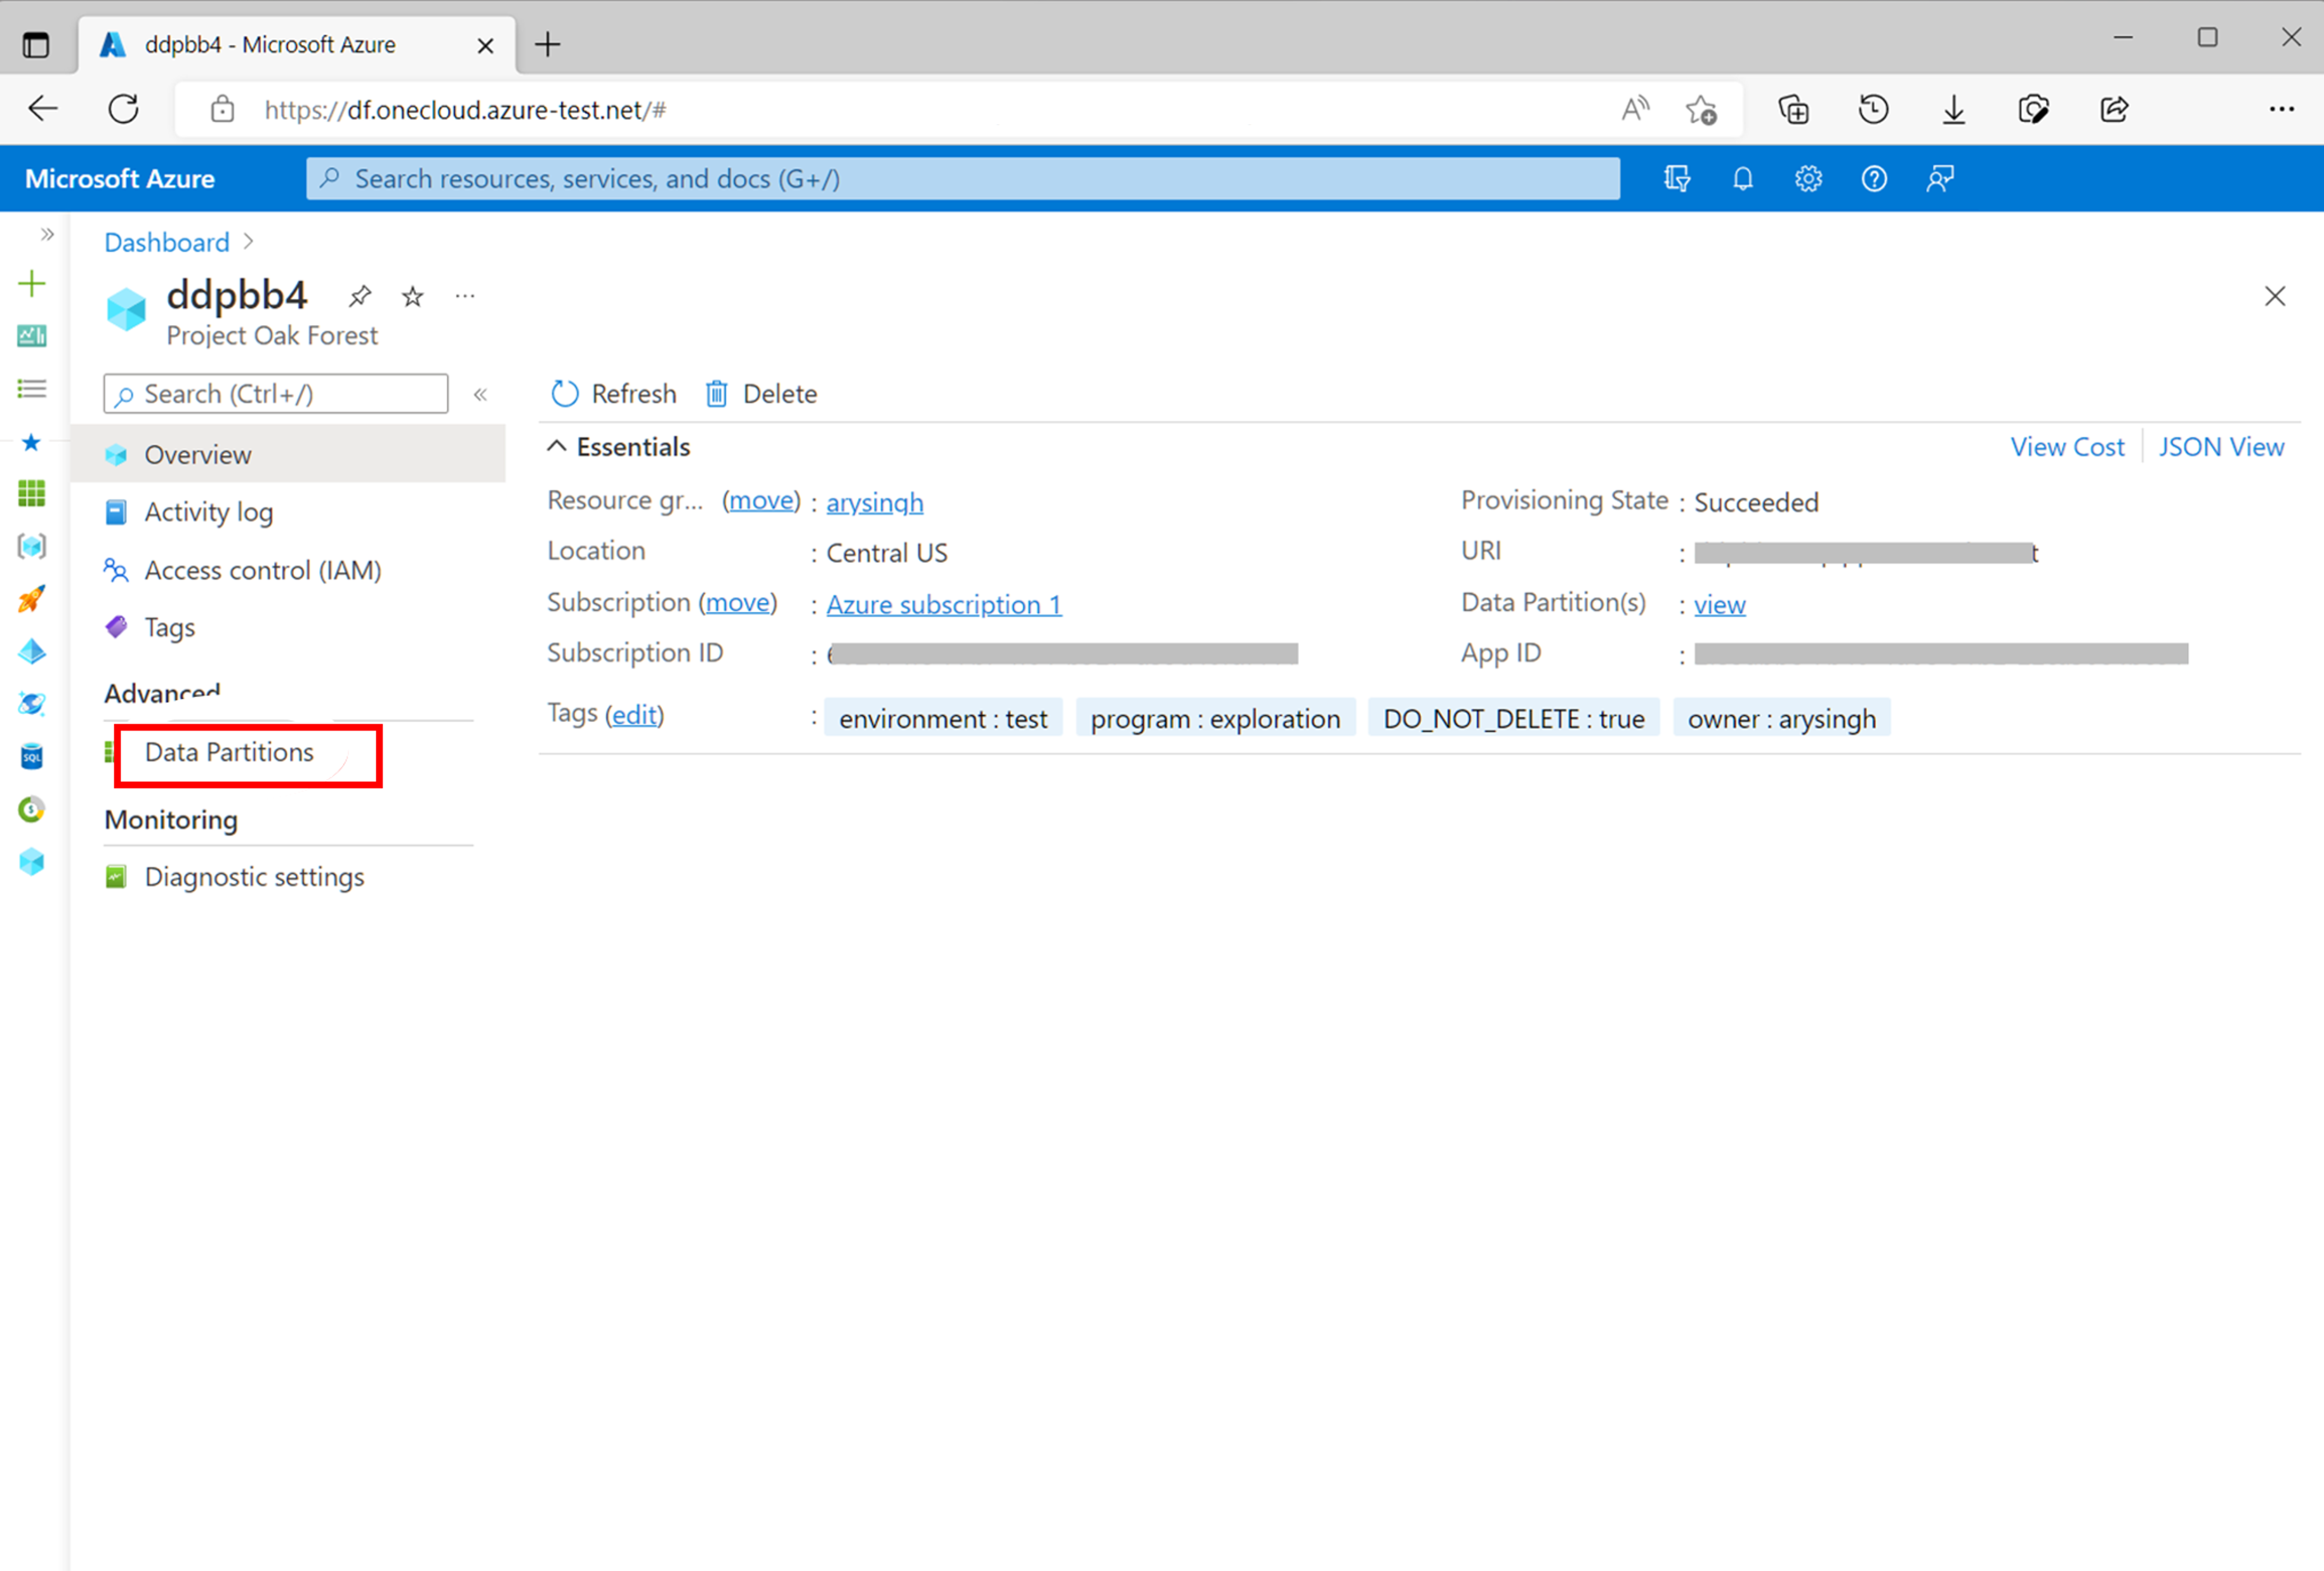 ddpbb4 - Microsoft Azure
https://df.onecloud.azure-test.net/#
Microsoft Azure
Search resources, services, and docs (G+/)
Dashboard
ddpbb4
Project Oak Forest
Search (Ctrl+/)
Overview
Activity log
Access control (IAM)
Tags
Advanced
Data Partitions
Monitoring
Diagnostic settings
Refresh
Delete
Essentials
View Cost
JSON View
Resource gr... (move) : arysingh
Location : Central US
Subscription (move) : Azure subscription 1
Subscription ID :
Tags (edit) : environment : test program : exploration DO_NOT_DELETE : true owner : arysingh
Provisioning State : Succeeded
URI :
Data Partition(s) : view
App ID :